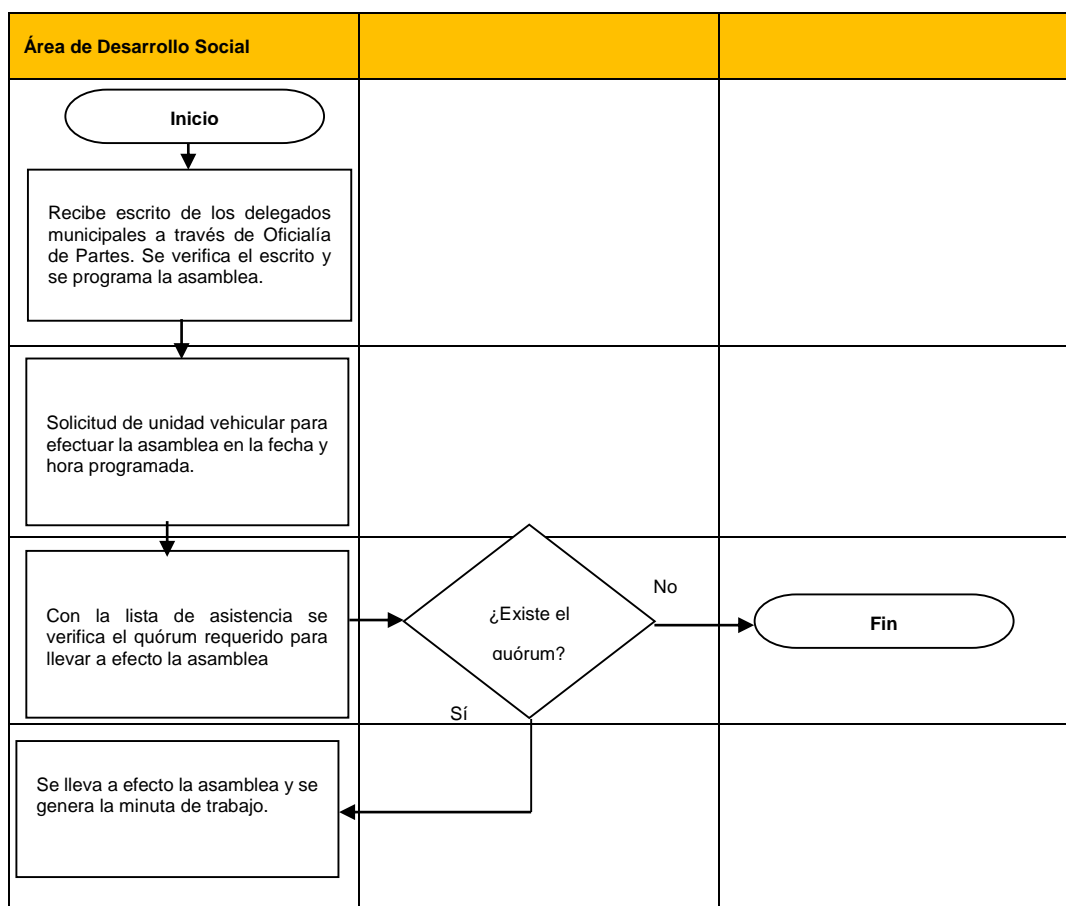 Área de Desarrollo Social
Inicio
Recibe escrito de los delegados
municipales a través de Oficialía
de Partes. Se verifica el escrito y
se programa la asamblea.
Solicitud de unidad vehicular para
efectuar la asamblea en la fecha y
hora programada.
Con la lista de asistencia se
verifica el quórum requerido para
llevar a efecto la asamblea
¿Existe el
quórum?
No
Fin
Sí
Se lleva a efecto la asamblea y se
genera la minuta de trabajo.